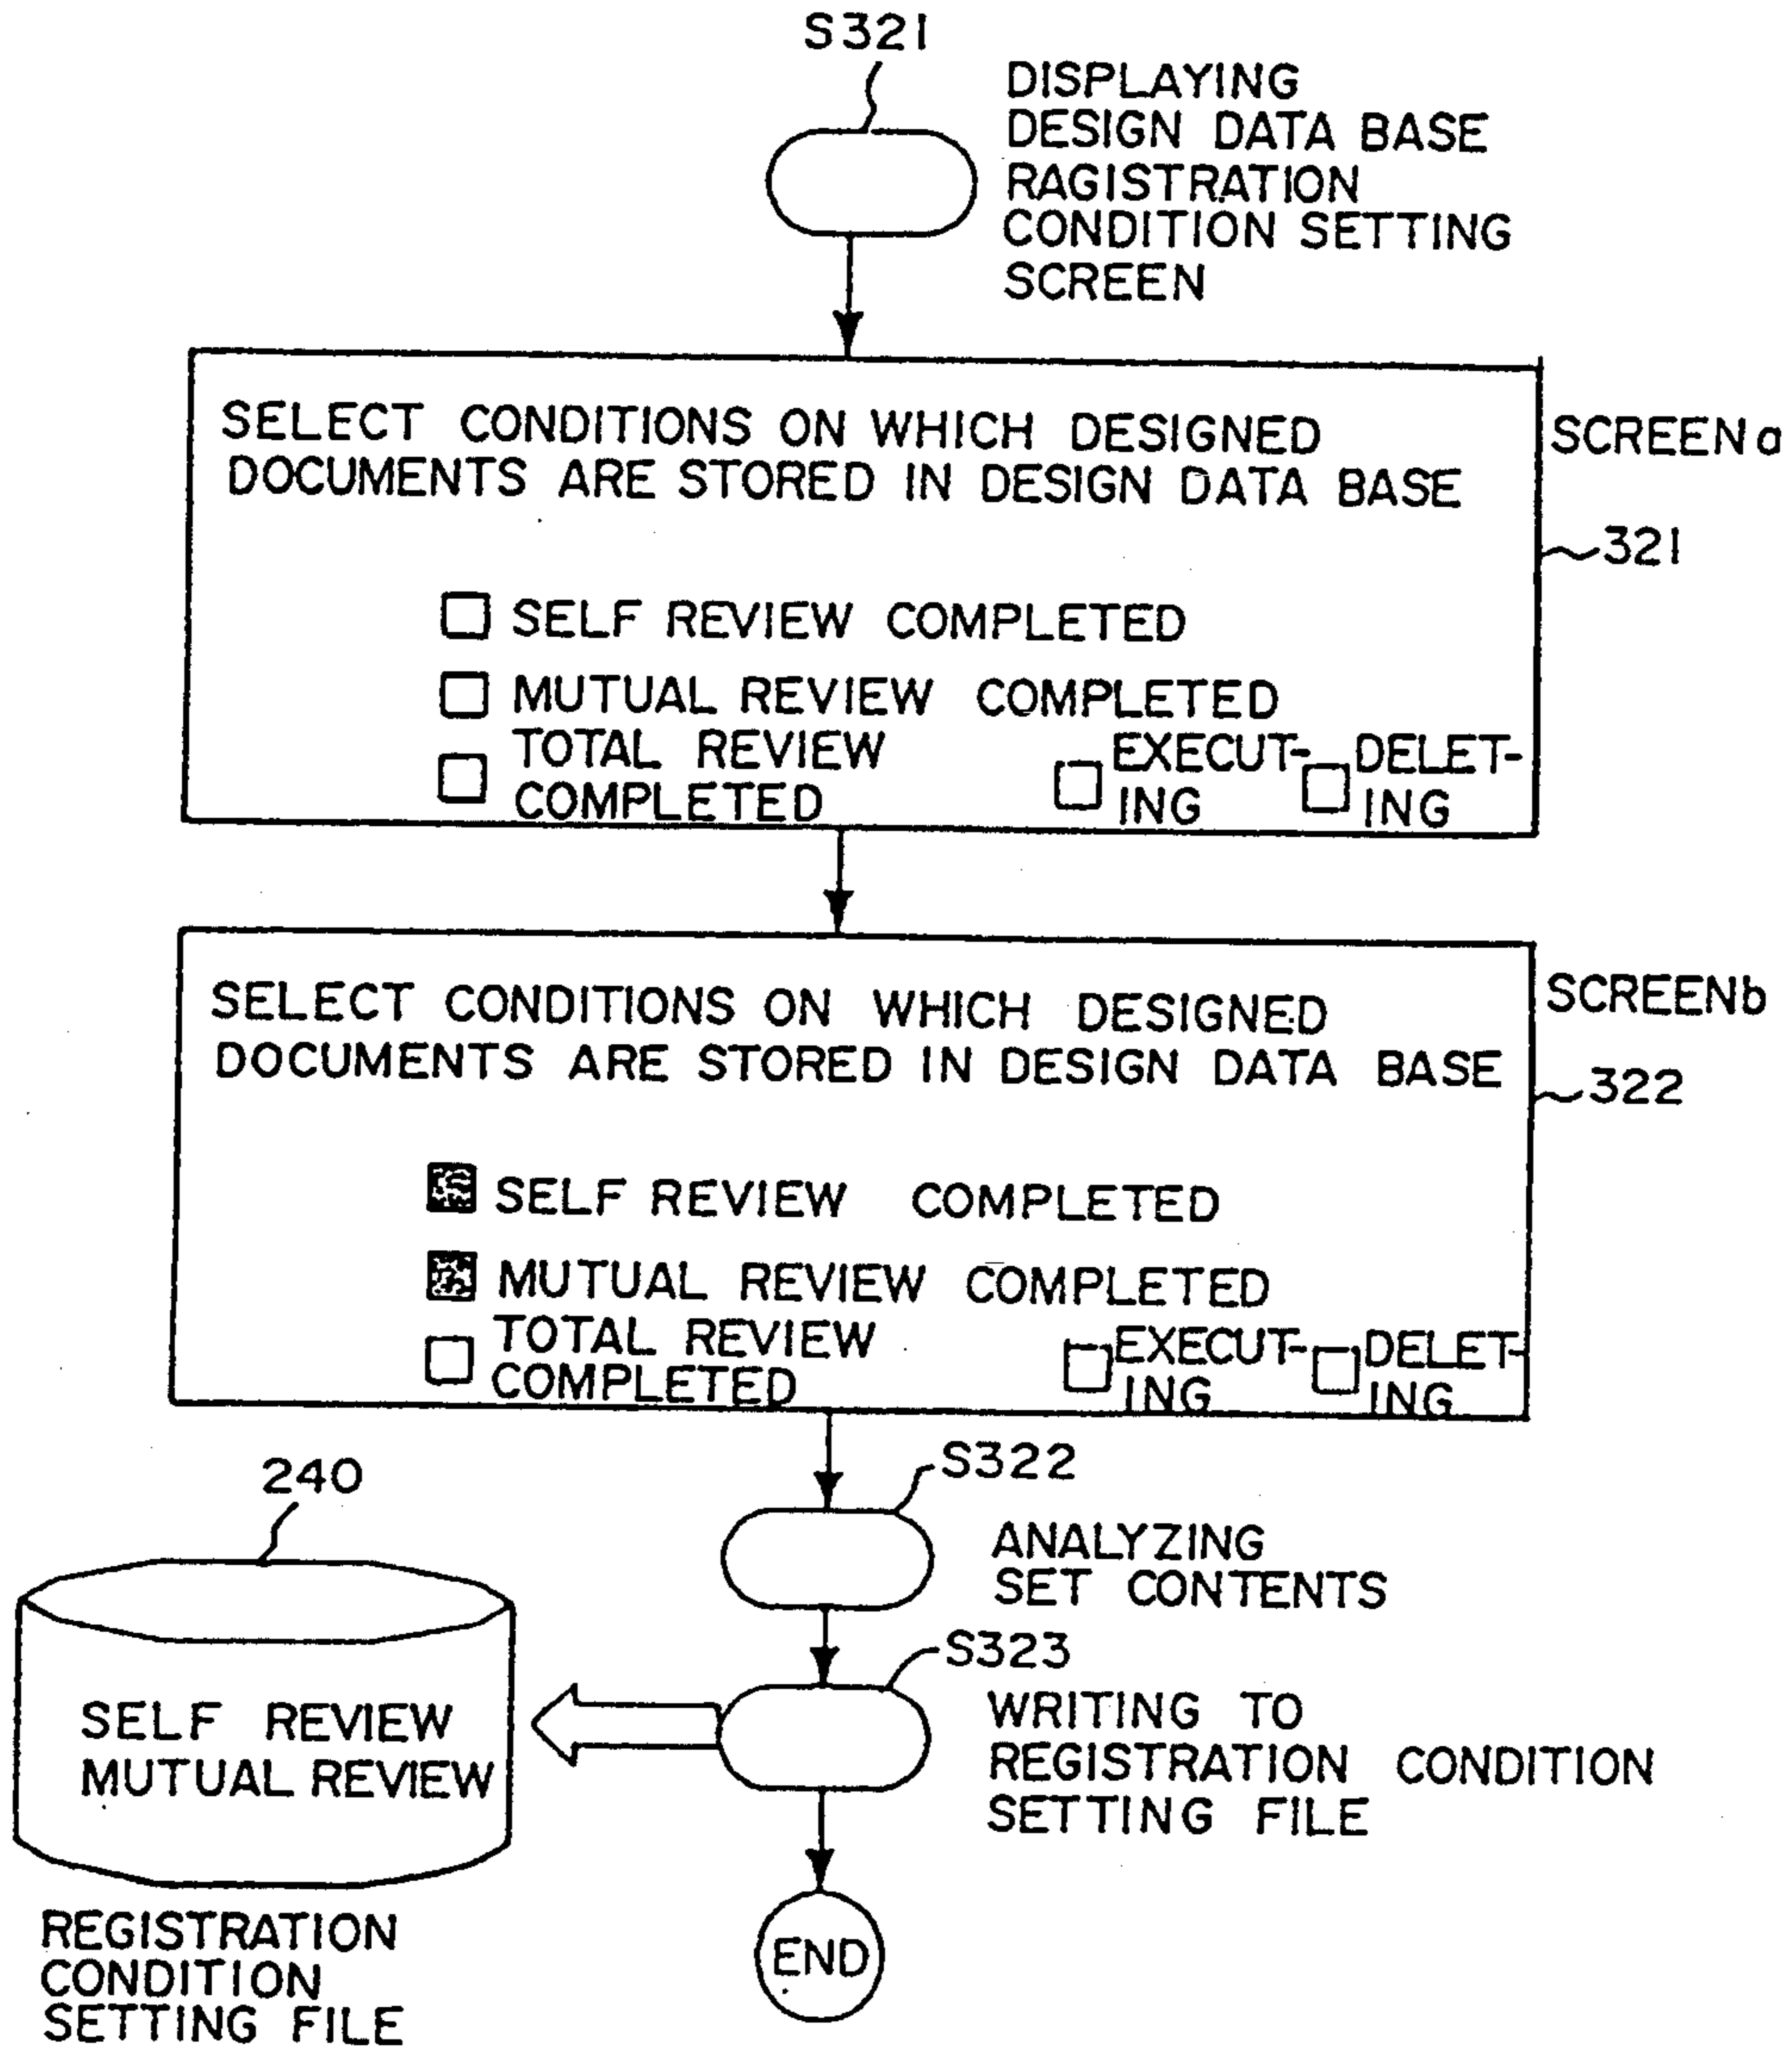 S321
DISPLAYING
DESIGN DATA BASE
RAGISTRATION
CONDITION SETTING
SCREEN
SELECT CONDITIONS ON WHICH DESIGNED
DOCUMENTS ARE STORED IN DESIGN DATA BASE
SCREENa
321
SELF REVIEW COMPLETED
MUTUAL REVIEW COMPLETED
TOTAL REVIEW
COMPLETED
EXECUT-
ING
DELET-
ING
SELECT CONDITIONS ON WHICH DESIGNED
DOCUMENTS ARE STORED IN DESIGN DATA BASE
SCREENb
322
SELF REVIEW COMPLETED
MUTUAL REVIEW COMPLETED
TOTAL REVIEW
COMPLETED
EXECUT-
ING
DELET-
ING
S322
ANALYZING
SET CONTENTS
240
SELF REVIEW
MUTUAL REVIEW
REGISTRATION
CONDITION
SETTING FILE
S323
WRITING TO
REGISTRATION CONDITION
SETTING FILE
END